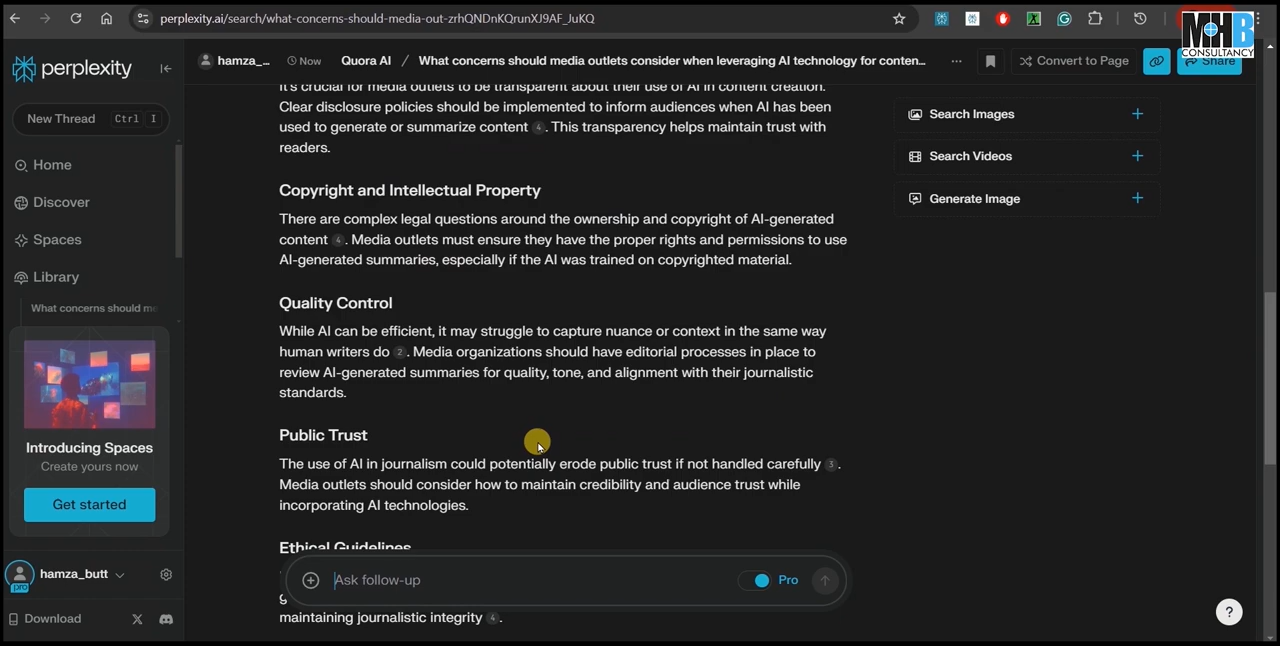 perplexity.ai/search/what-concerns-should-media-out-zrhQNDnKQrunXJ9AF_JuKQ
MHB
CONSULTANCY
perplexity
hamza_...
Now
Quora AI / What concerns should media outlets consider when leveraging AI technology for conten...
Convert to Page
Share
New Thread Ctrl I
Home
Discover
Spaces
Library
What concerns should me
Introducing Spaces
Create yours now
Get started
hamza_butt
pro
Download
It's crucial for media outlets to be transparent about their use of AI in content creation.
Clear disclosure policies should be implemented to inform audiences when AI has been
used to generate or summarize content 4 . This transparency helps maintain trust with
readers.
Copyright and Intellectual Property
There are complex legal questions around the ownership and copyright of AI-generated
content 4 . Media outlets must ensure they have the proper rights and permissions to use
AI-generated summaries, especially if the AI was trained on copyrighted material.
Quality Control
While AI can be efficient, it may struggle to capture nuance or context in the same way
human writers do 2 . Media organizations should have editorial processes in place to
review AI-generated summaries for quality, tone, and alignment with their journalistic
standards.
Public Trust
The use of AI in journalism could potentially erode public trust if not handled carefully 3 .
Media outlets should consider how to maintain credibility and audience trust while
incorporating AI technologies.
Ethical Guidelines
Ask follow-up
Pro
maintaining journalistic integrity 4 .
Search Images
Search Videos
Generate Image
?